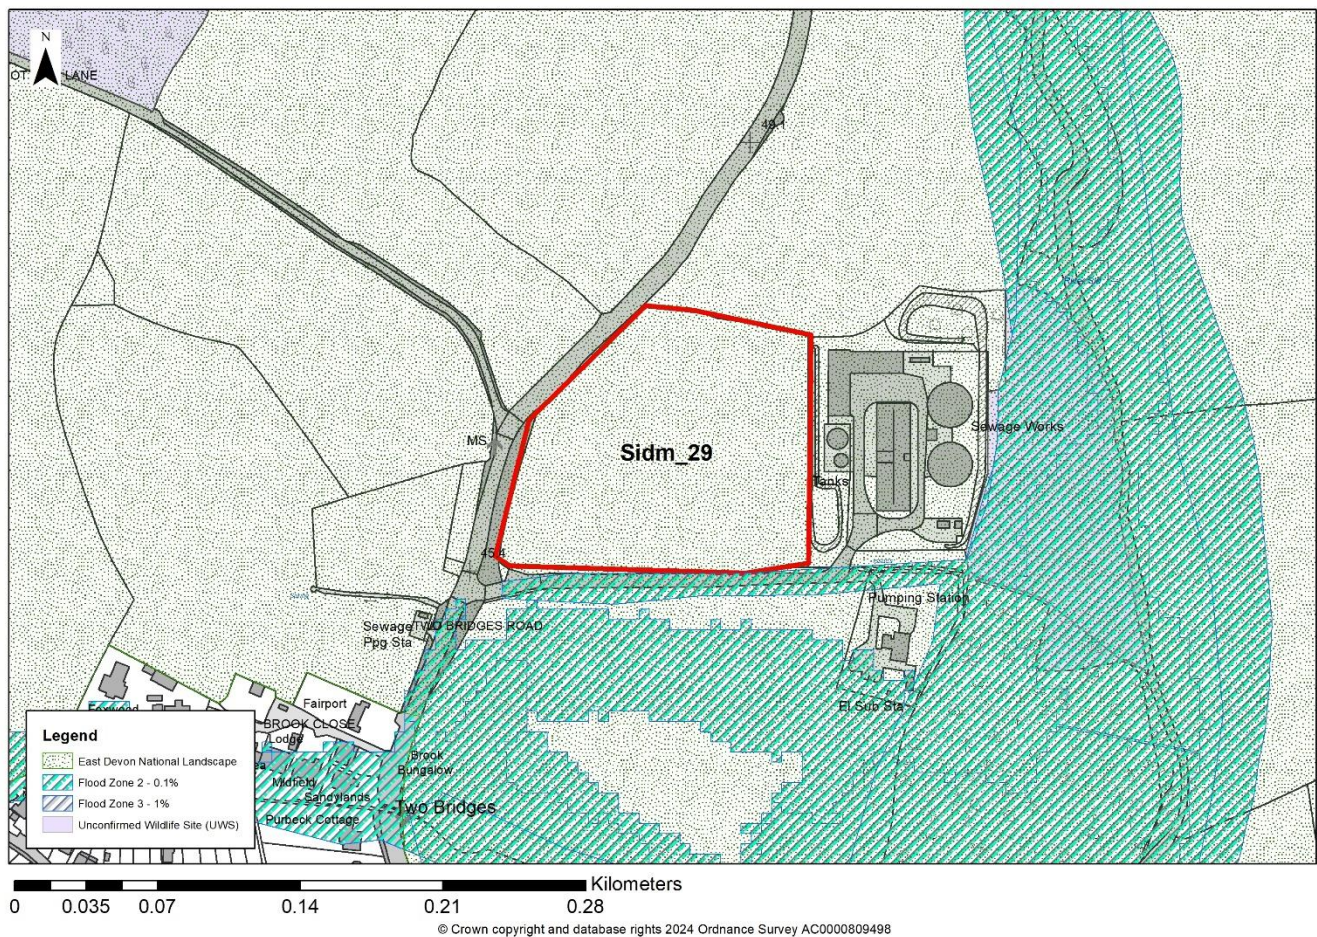 N
OT
LANE
49.1
MS
Sidm_29
Sewage Works
Tanks
45.4
Pumping Station
Sewage
Ppg Sta
TWO BRIDGES ROAD
El Sub Sta
Fairport
BROOK CLOSE
Lodge
Brook
Bungalow
Midfield
Sandylands
Two Bridges
Purbeck Cottage
Legend
East Devon National Landscape
Flood Zone 2 - 0.1%
Flood Zone 3 - 1%
Unconfirmed Wildlife Site (UWS)
Kilometers
0 0.035 0.07 0.14 0.21 0.28
© Crown copyright and database rights 2024 Ordnance Survey AC0000809498